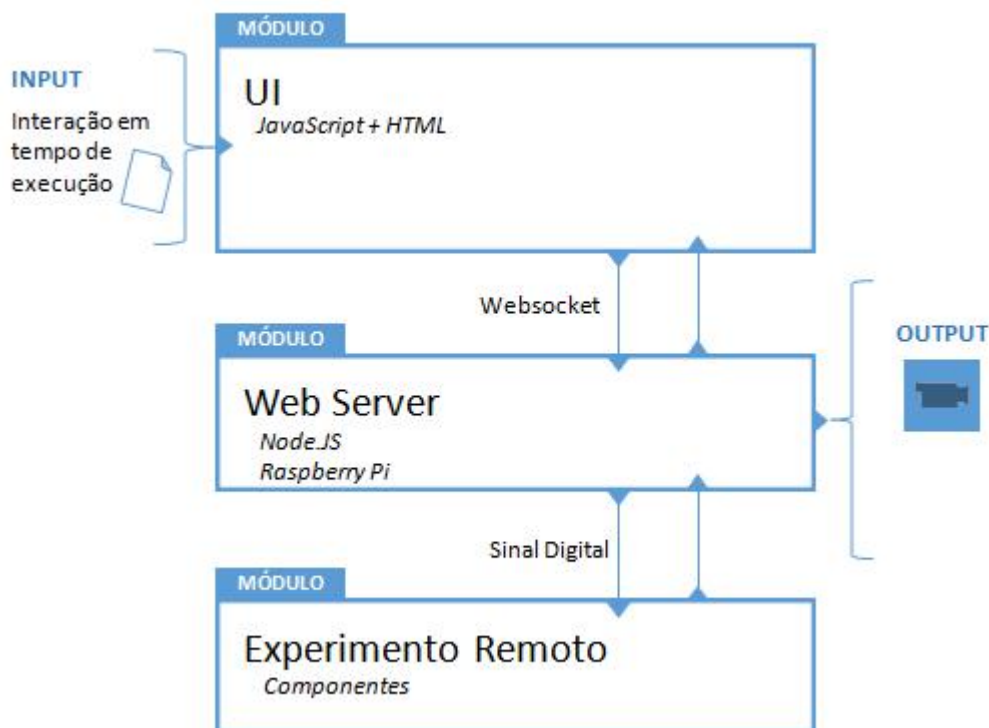 MÓDULO
UI
JavaScript + HTML
INPUT
Interação em
tempo de
execução
Websocket
MÓDULO
Web Server
Node.JS
Raspberry Pi
OUTPUT
Sinal Digital
MÓDULO
Experimento Remoto
Componentes